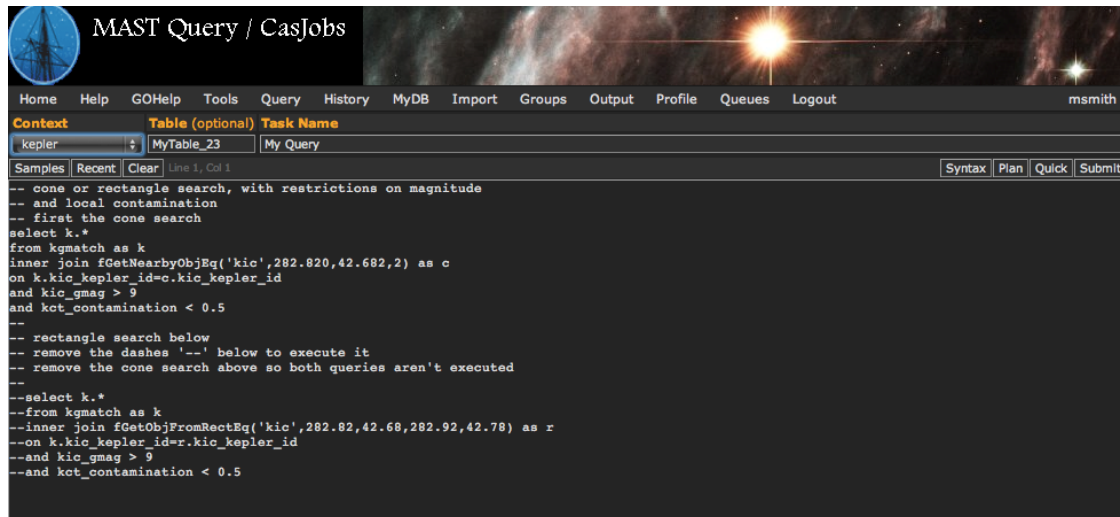 MAST Query / CasJobs
Home Help GOHelp Tools Query History MyDB Import Groups Output Profile Queues Logout msmith
Context Table (optional) Task Name
kepler MyTable_23 My Query
Samples Recent Clear Line 1, Col 1 Syntax Plan Quick Submit
-- cone or rectangle search, with restrictions on magnitude
-- and local contamination
-- first the cone search
select k.*
from kgmatch as k
inner join fGetNearbyObjEq('kic',282.820,42.682,2) as c
on k.kic_kepler_id=c.kic_kepler_id
and kic_gmag > 9
and kct_contamination < 0.5
--
-- rectangle search below
-- remove the dashes '--' below to execute it
-- remove the cone search above so both queries aren't executed
--
--select k.*
--from kgmatch as k
--inner join fGetObjFromRectEq('kic',282.82,42.68,282.92,42.78) as r
--on k.kic_kepler_id=r.kic_kepler_id
--and kic_gmag > 9
--and kct_contamination < 0.5